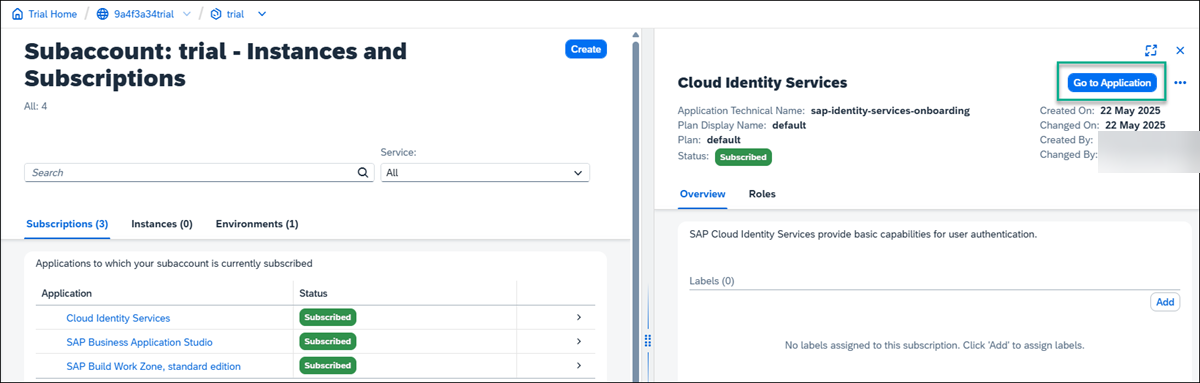 Trial Home / 9a4f3a34trial / trial
Subaccount: trial - Instances and
Subscriptions
Create
All: 4
Service:
Search
All
Subscriptions (3) Instances (0) Environments (1)
Applications to which your subaccount is currently subscribed
Application Status
Cloud Identity Services Subscribed
SAP Business Application Studio Subscribed
SAP Build Work Zone, standard edition Subscribed
Cloud Identity Services
Go to Application
Application Technical Name: sap-identity-services-onboarding
Plan Display Name: default
Plan: default
Status: Subscribed
Created On: 22 May 2025
Changed On: 22 May 2025
Created By:
Changed By:
Overview Roles
SAP Cloud Identity Services provide basic capabilities for user authentication.
Labels (0)
Add
No labels assigned to this subscription. Click 'Add' to assign labels.